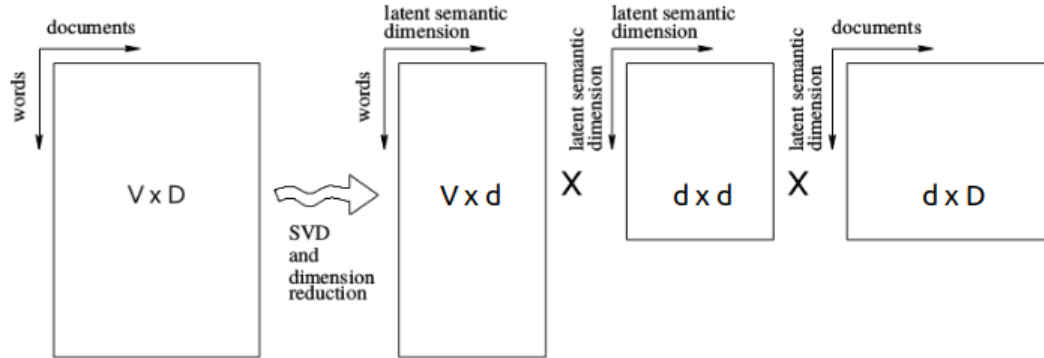 documents
words
V x D
SVD
and
dimension
reduction
latent semantic
dimension
words
V x d
X
latent semantic
dimension
latent semantic
dimension
d x d
X
documents
latent semantic
dimension
d x D